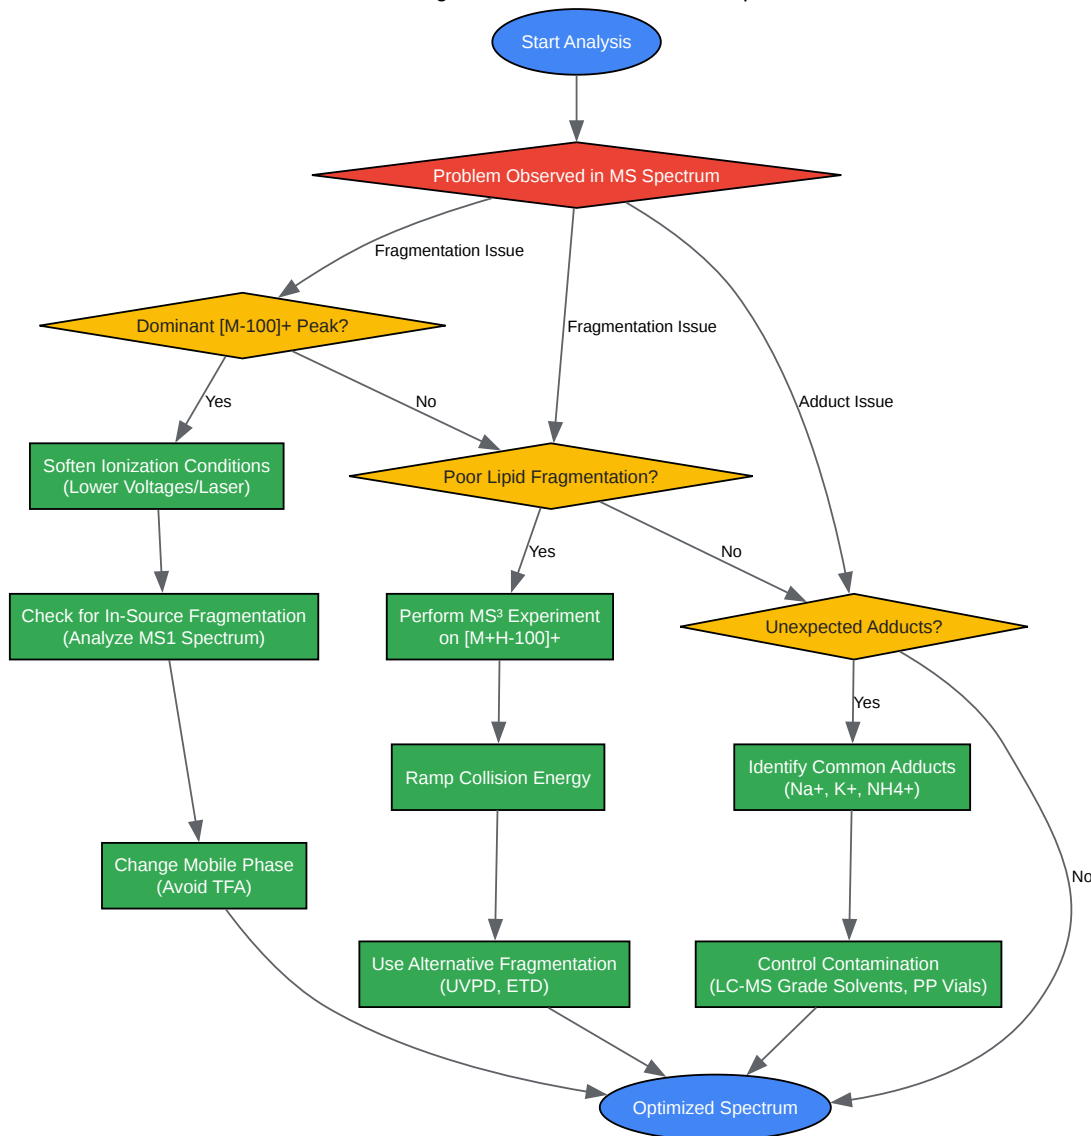 Start Analysis
Problem Observed in MS Spectrum
Fragmentation Issue
Dominant [M-100]+ Peak?
Fragmentation Issue
Adduct Issue
Yes
No
Soften Ionization Conditions
(Lower Voltages/Laser)
Poor Lipid Fragmentation?
Yes
No
Check for In-Source Fragmentation
(Analyze MS1 Spectrum)
Perform MS³ Experiment
on [M+H-100]+
Unexpected Adducts?
Yes
Ramp Collision Energy
Identify Common Adducts
(Na+, K+, NH4+)
Change Mobile Phase
(Avoid TFA)
No
Use Alternative Fragmentation
(UVPD, ETD)
Control Contamination
(LC-MS Grade Solvents, PP Vials)
Optimized Spectrum